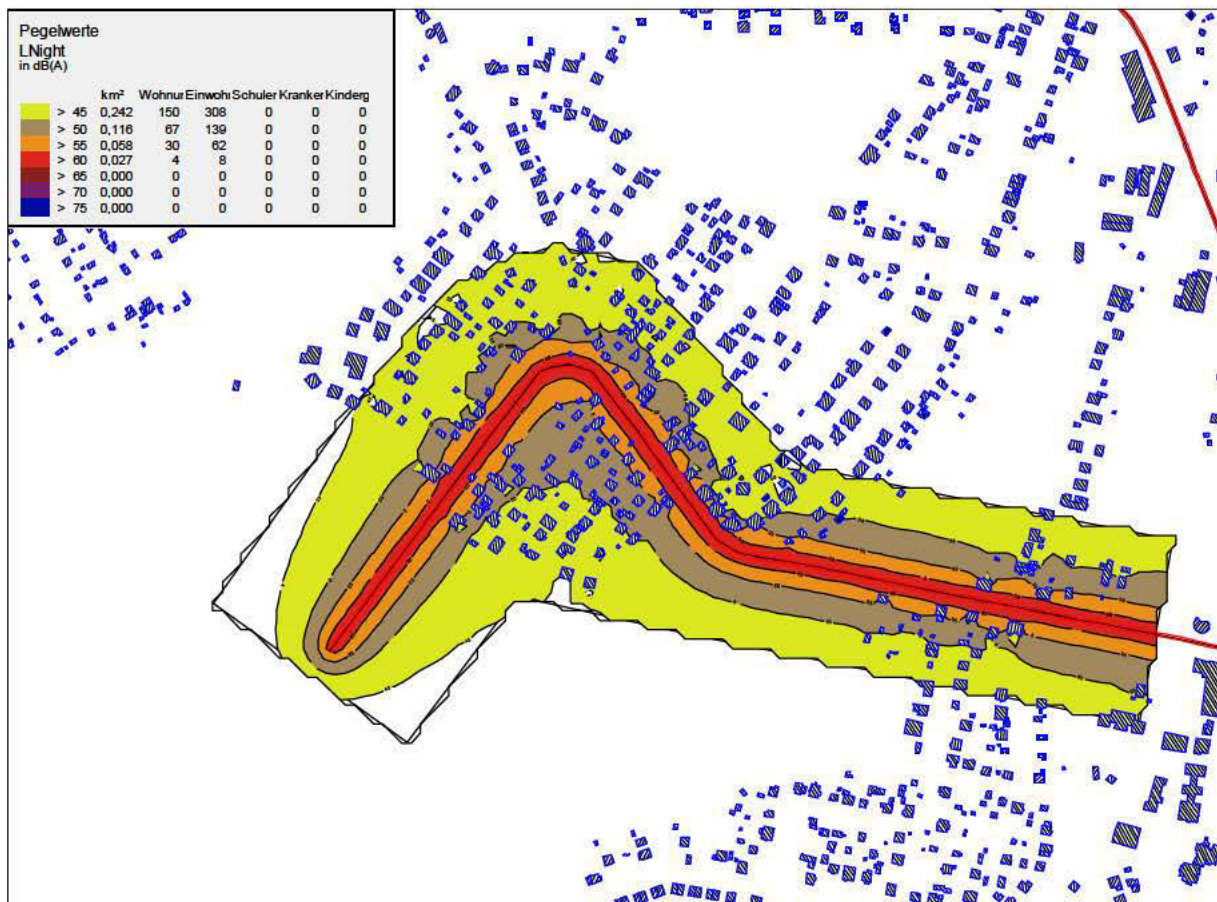 Pegelwerte
LNight
in dB(A)
km² Wohnur Einwohr Schuler Kranker Kinderg
> 45 0,242 150 308 0 0 0
> 50 0,116 67 139 0 0 0
> 55 0,058 30 62 0 0 0
> 60 0,027 4 8 0 0 0
> 65 0,000 0 0 0 0 0
> 70 0,000 0 0 0 0 0
> 75 0,000 0 0 0 0 0